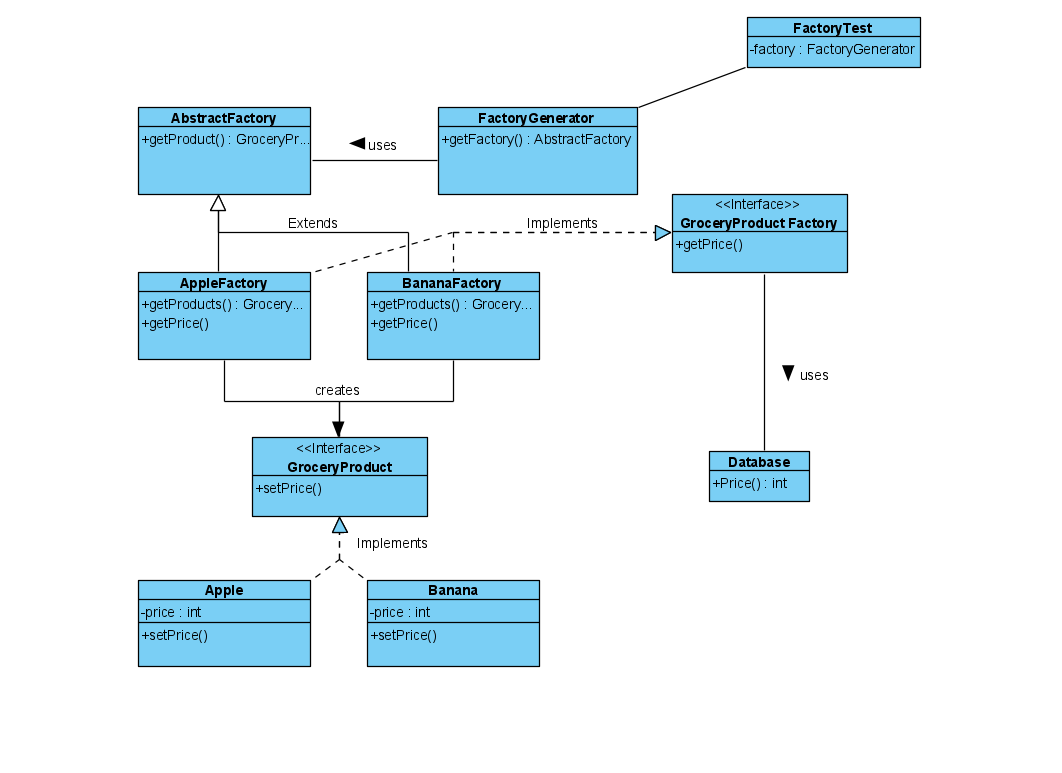 FactoryTest
-factory : FactoryGenerator
AbstractFactory
+getProduct() : GroceryPr...
uses
FactoryGenerator
+getFactory() : AbstractFactory
<<Interface>>
GroceryProduct Factory
+getPrice()
Extends
Implements
AppleFactory
+getProducts() : Grocery...
+getPrice()
BananaFactory
+getProducts() : Grocery...
+getPrice()
uses
creates
<<Interface>>
GroceryProduct
+setPrice()
Database
+Price() : int
Implements
Apple
-price : int
+setPrice()
Banana
-price : int
+setPrice()